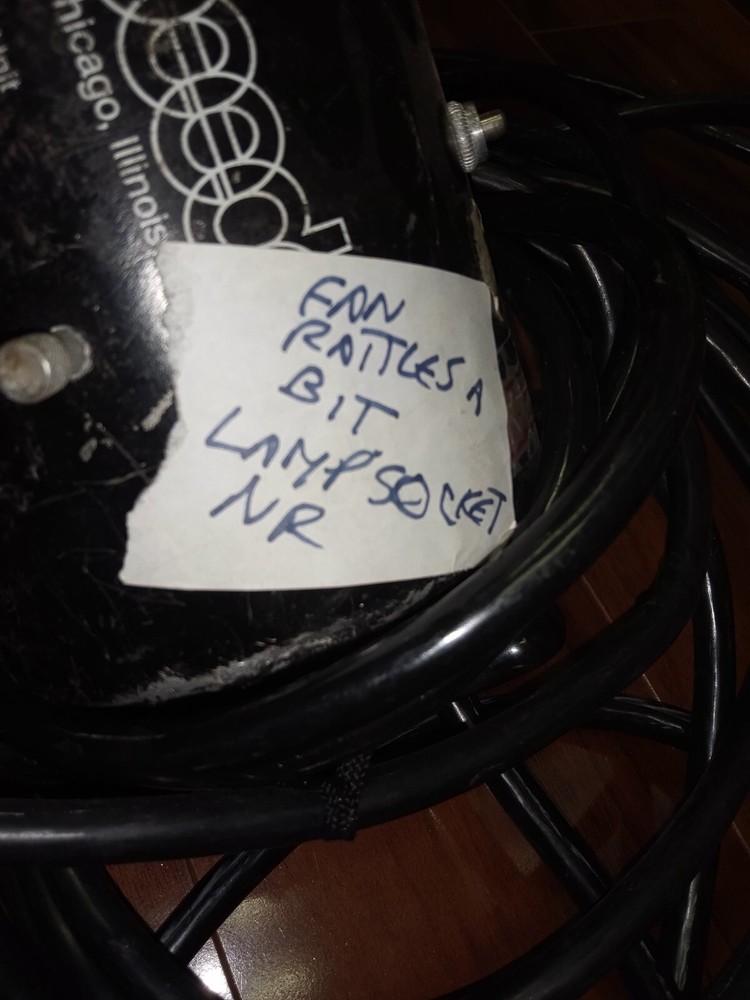 Chicago, Illinois
FAN
RATTLES A
BIT
LAMP SOCKET
NR